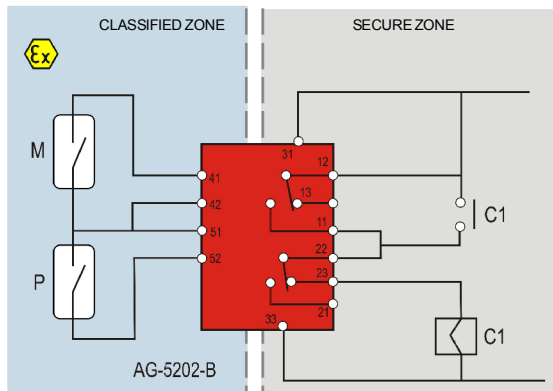 CLASSIFIED ZONE
SECURE ZONE
Ex
31
12
M
41
13
42
11
C1
51
22
52
23
P
21
33
C1
AG-5202-B